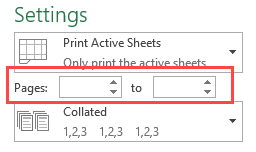 Settings
Print Active Sheets
Only print the active sheets
Pages: to
Collated
1,2,3 1,2,3 1,2,3